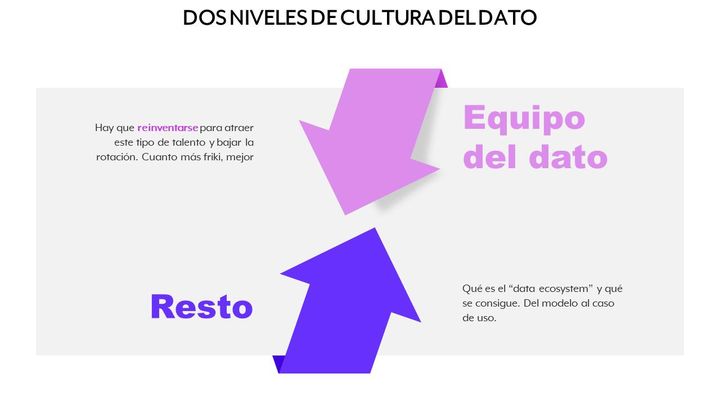 DOS NIVELES DE CULTURA DEL DATO
Hay que reinventarse para atraer
este tipo de talento y bajar la
rotación. Cuanto más friki, mejor
Equipo
del dato
Resto
Qué es el “data ecosystem” y qué
se consigue. Del modelo al caso
de uso.